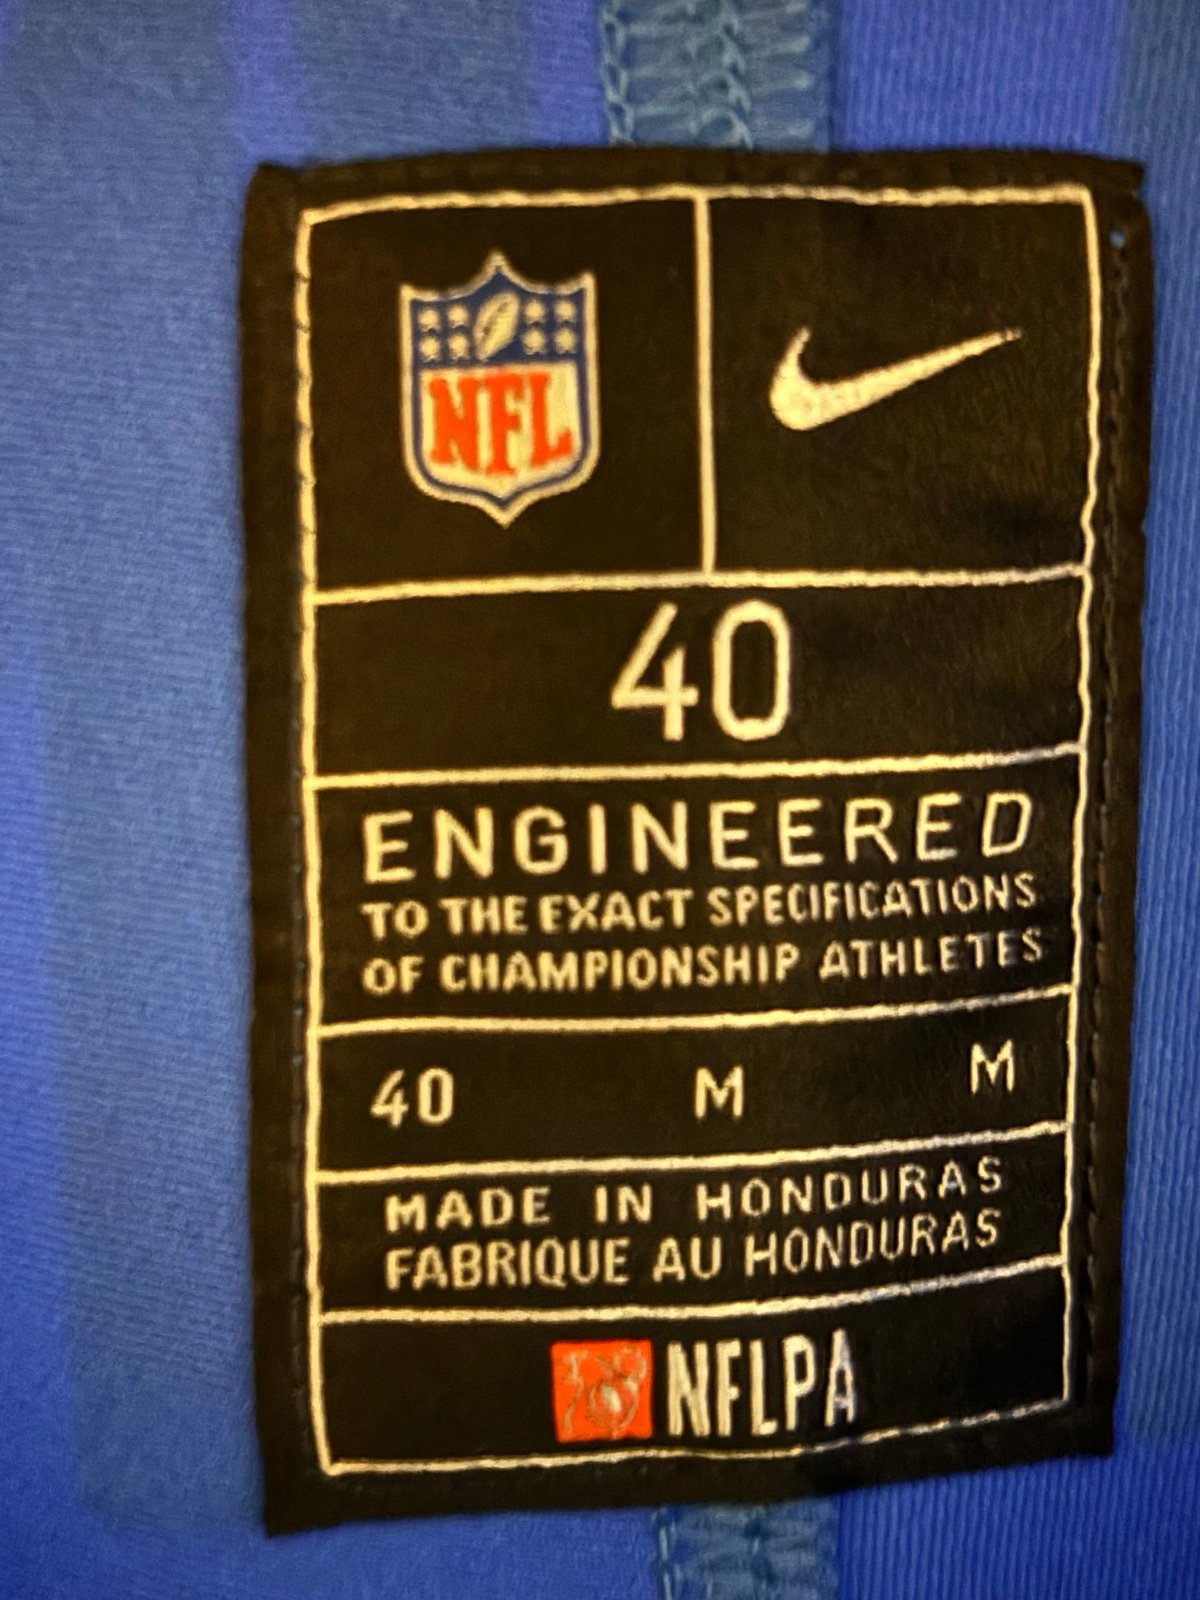 NFL
40
ENGINEERED
TO THE EXACT SPECIFICATIONS
OF CHAMPIONSHIP ATHLETES
40 M M
MADE IN HONDURAS
FABRIQUE AU HONDURAS
NFLPA